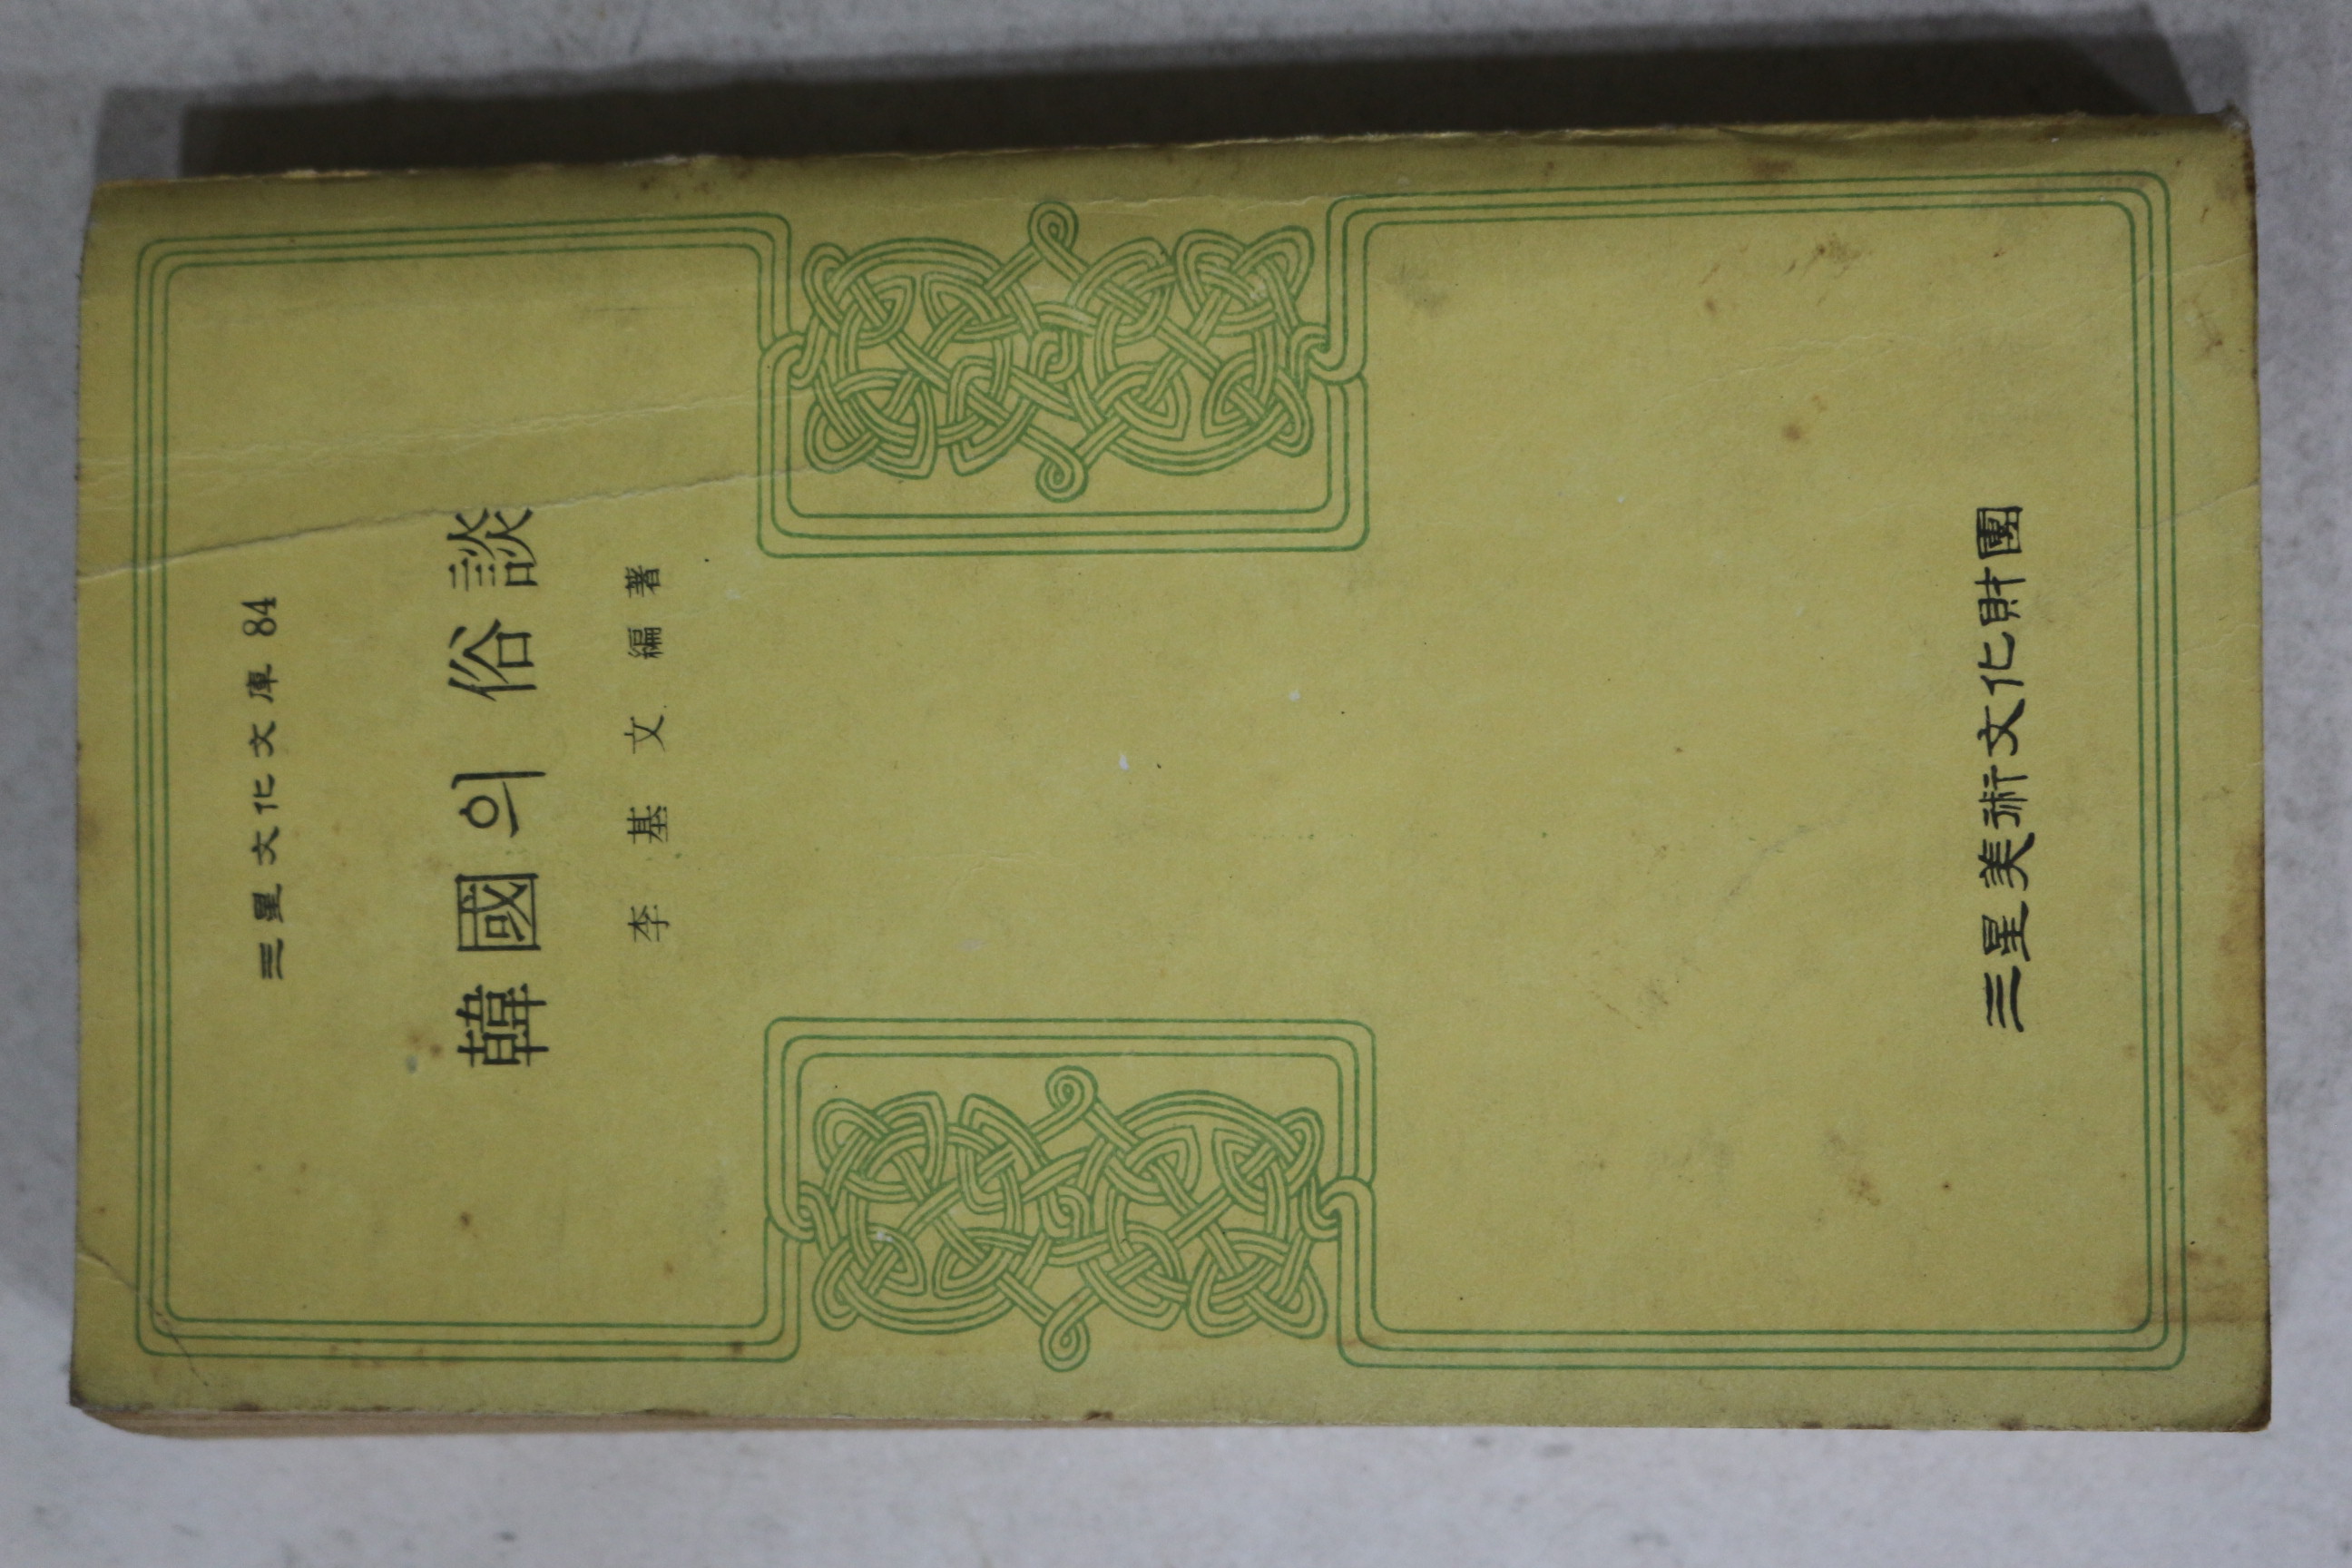 三星文化文庫 84
韓國의 俗談
李基文 編著
三星美術文化財團